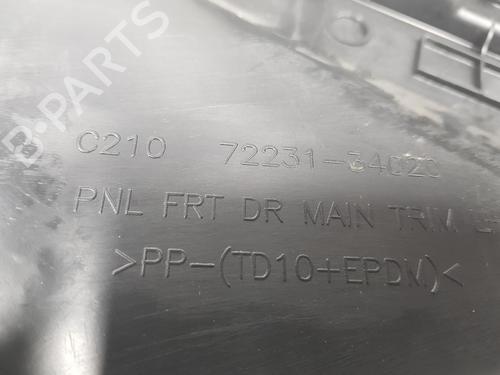 B-PARTS
C210 72231-34020
PNL FRT DR MAIN TRIM
>PP-(TD10+EPDM)<